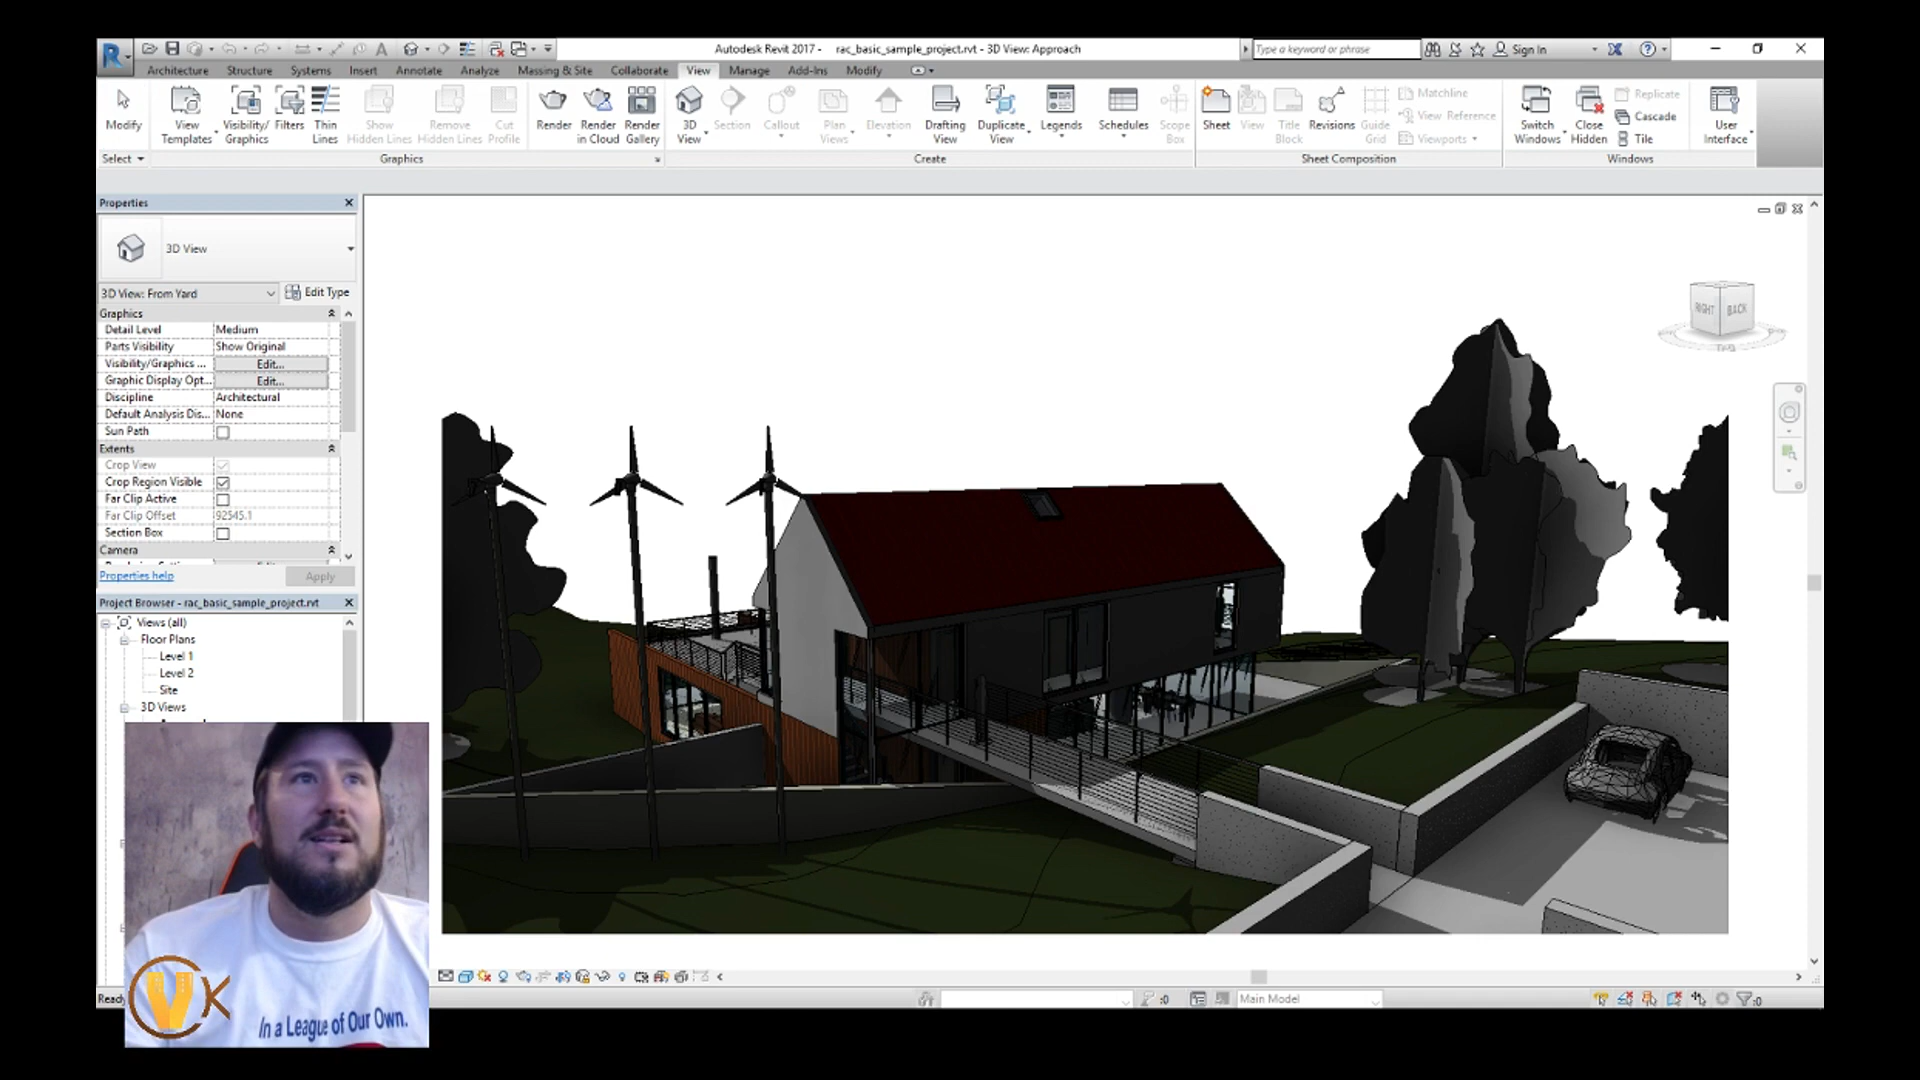 Autodesk Revit 2017 - rac_basic_sample_project.rvt - 3D View: Approach
Type a keyword or phrase
Sign In
Architecture Structure Systems Insert Annotate Analyze Massing & Site Collaborate View Manage Add-Ins Modify
Modify
View Templates
Visibility/ Graphics
Filters
Thin Lines
Show Hidden Lines
Remove Hidden Lines
Cut Profile
Render
Render in Cloud
Render Gallery
3D View
Section
Callout
Plan Views
Elevation
Drafting View
Duplicate View
Legends
Schedules
Scope Box
Sheet
View
Title Block
Revisions
Guide Grid
Matchline
View Reference
Viewports
Switch Windows
Close Hidden
Replicate
Cascade
Tile
User Interface
Select
Graphics
Create
Sheet Composition
Windows
Properties
3D View
3D View: From Yard
Edit Type
Graphics
Detail Level Medium
Parts Visibility Show Original
Visibility/Graphics ... Edit...
Graphic Display Opt... Edit...
Discipline Architectural
Default Analysis Dis... None
Sun Path
Extents
Crop View
Crop Region Visible
Far Clip Active
Far Clip Offset 92545.1
Section Box
Camera
Properties help
Apply
Project Browser - rac_basic_sample_project.rvt
Views (all)
Floor Plans
Level 1
Level 2
Site
3D Views
RIGHT BACK
Ready
VK
In a League of Our Own.
:0
Main Model
:0